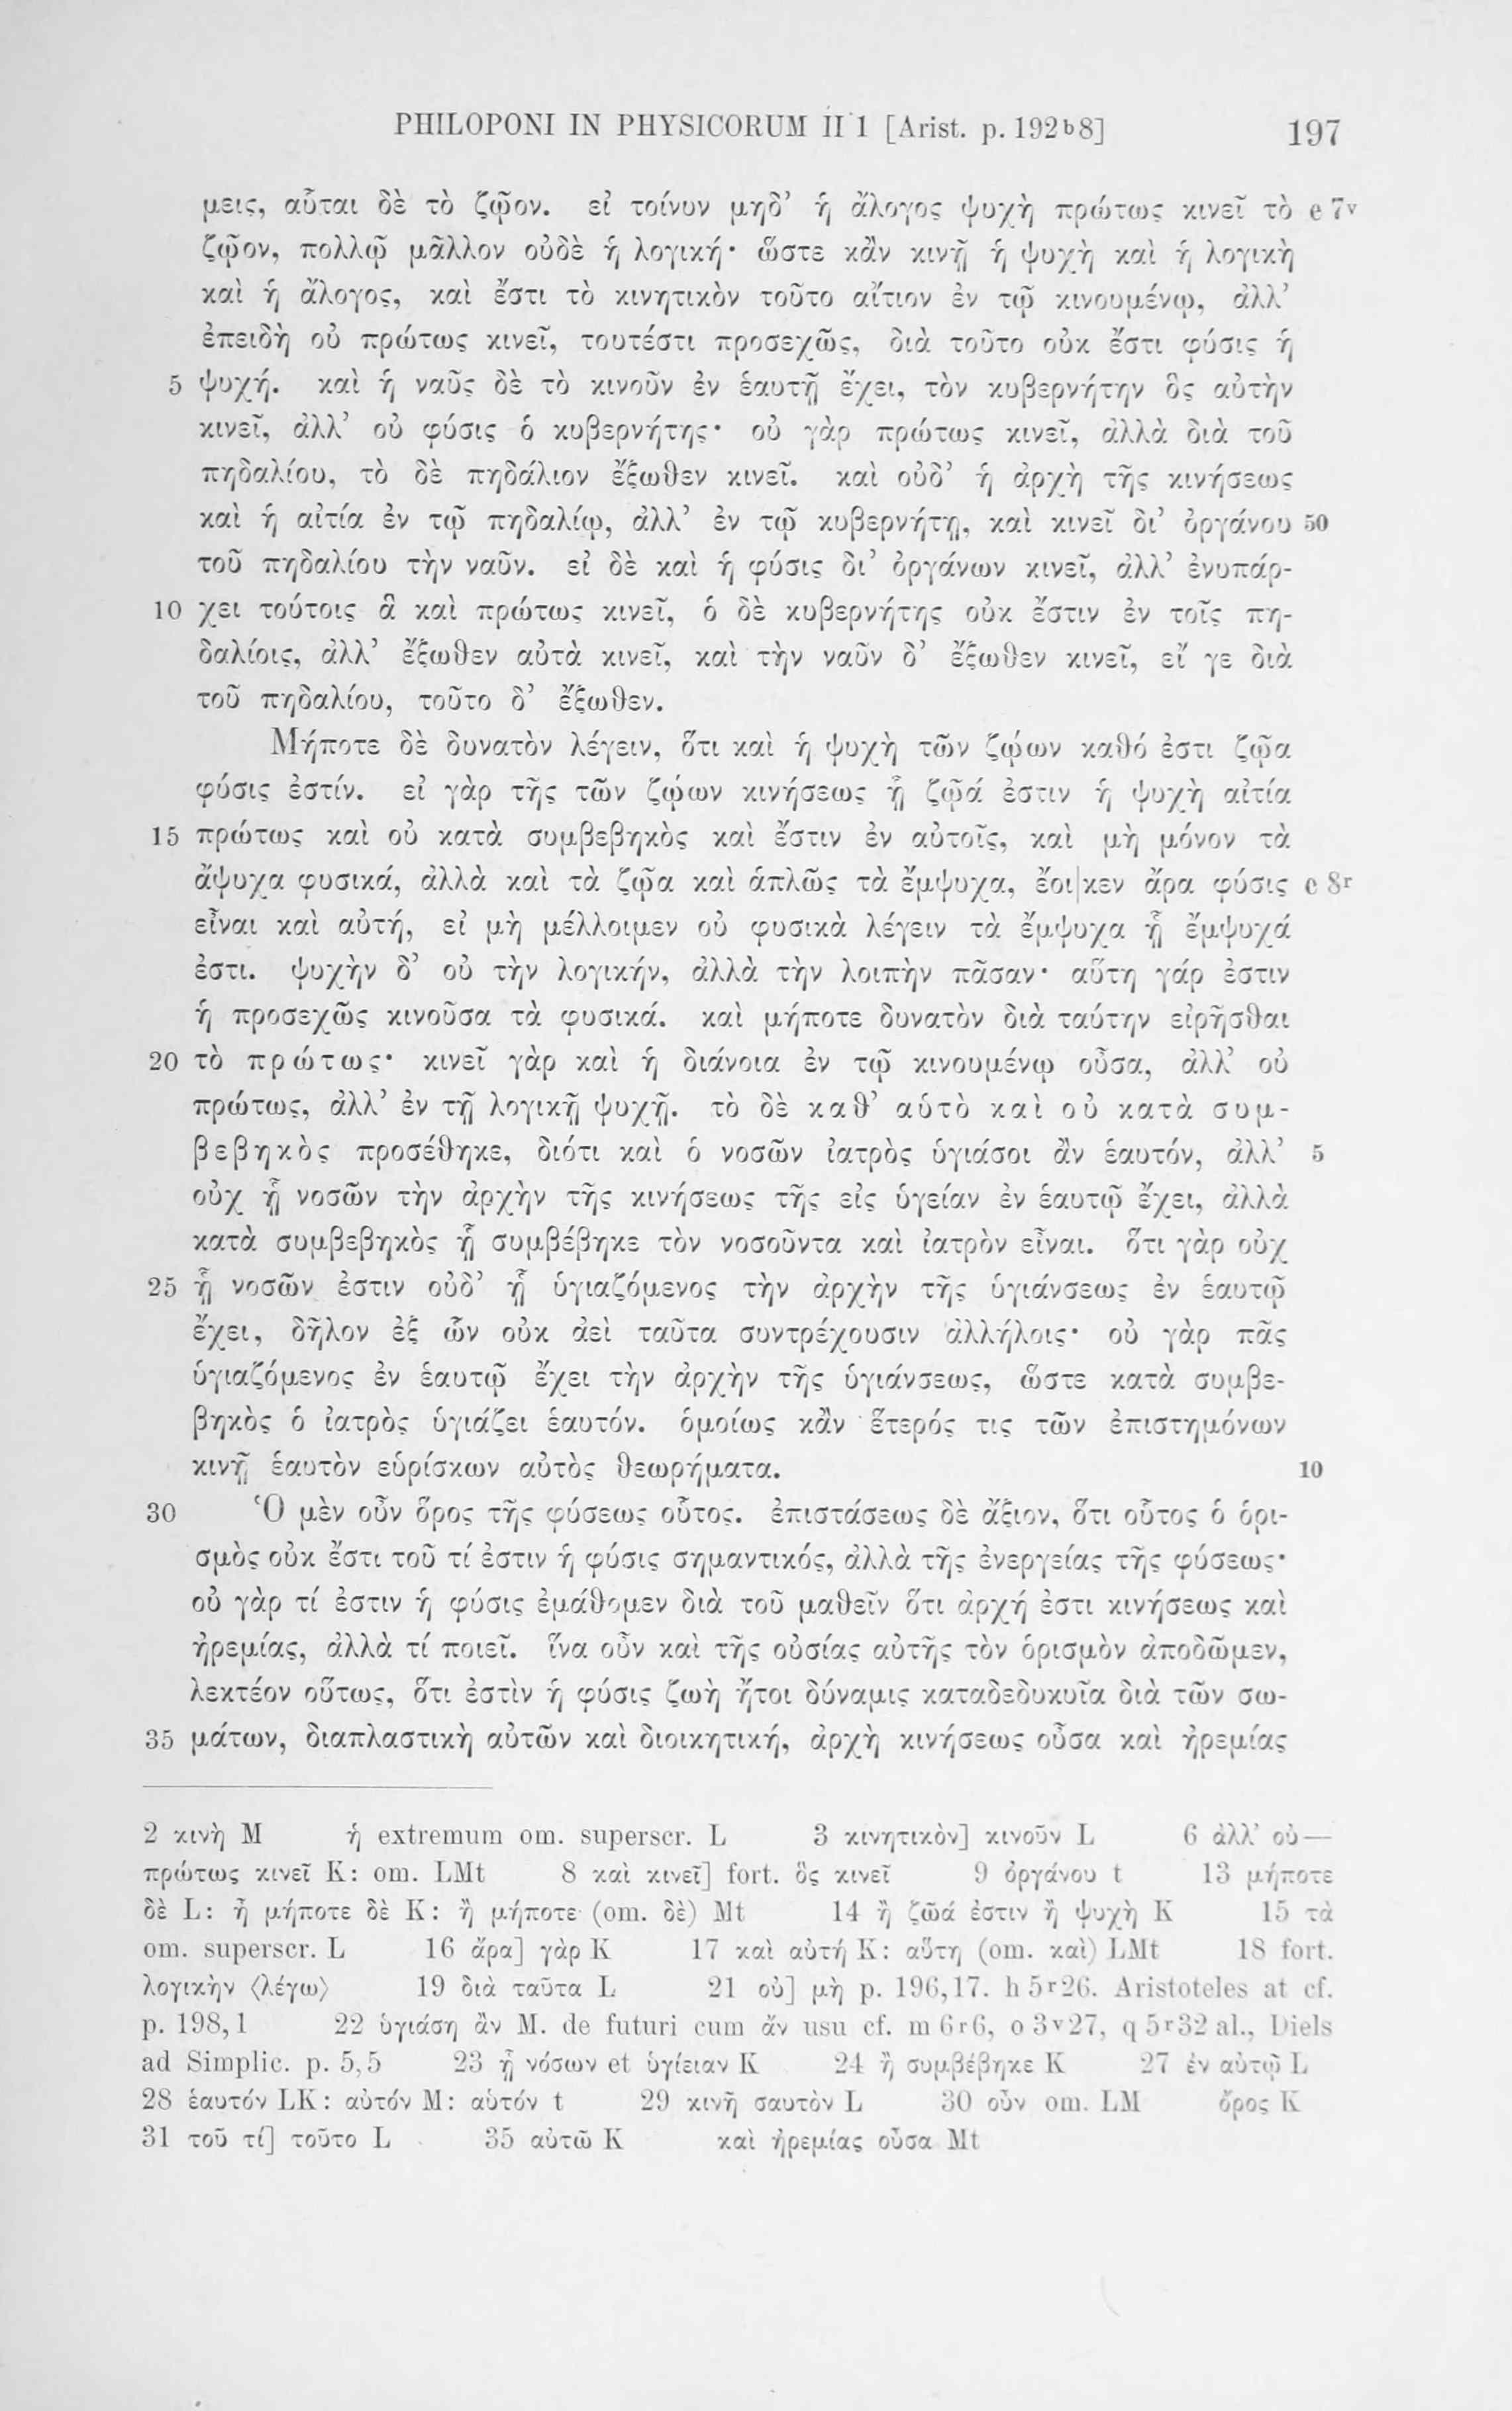 PHILOPONI IN PHYSICORUM II 1 [Arist. p. 192b8] 197
μεις, αὗται δὲ τὸ ζῷον. εἰ τοίνυν μηδ’ ἡ ἄλογος ψυχὴ πρώτως κινεῖ τὸ e 7v
ζῷον, πολλῷ μᾶλλον οὐδὲ ἡ λογική· ὥστε κἂν κινῇ ἡ ψυχὴ καὶ ἡ λογικὴ
καὶ ἡ ἄλογος, καὶ ἔστι τὸ κινητικὸν τοῦτο αἴτιον ἐν τῷ κινουμένῳ, ἀλλ’
ἐπειδὴ οὐ πρώτως κινεῖ, τουτέστι προσεχῶς, διὰ τοῦτο οὐκ ἔστι φύσις ἡ
5 ψυχή. καὶ ἡ ναῦς δὲ τὸ κινοῦν ἐν ἑαυτῇ ἔχει, τὸν κυβερνήτην ὃς αὐτὴν
κινεῖ, ἀλλ’ οὐ φύσις ὁ κυβερνήτης· οὐ γὰρ πρώτως κινεῖ, ἀλλὰ διὰ τοῦ
πηδαλίου, τὸ δὲ πηδάλιον ἔξωθεν κινεῖ. καὶ οὐδ’ ἡ ἀρχὴ τῆς κινήσεως
καὶ ἡ αἰτία ἐν τῷ πηδαλίῳ, ἀλλ’ ἐν τῷ κυβερνήτῃ, καὶ κινεῖ δι’ ὀργάνου 50
τοῦ πηδαλίου τὴν ναῦν. εἰ δὲ καὶ ἡ φύσις δι’ ὀργάνων κινεῖ, ἀλλ’ ἐνυπάρ-
10 χει τούτοις ἃ καὶ πρώτως κινεῖ, ὁ δὲ κυβερνήτης οὐκ ἔστιν ἐν τοῖς πη-
δαλίοις, ἀλλ’ ἔξωθεν αὐτὰ κινεῖ, καὶ τὴν ναῦν δ’ ἔξωθεν κινεῖ, εἴ γε διὰ
τοῦ πηδαλίου, τοῦτο δ’ ἔξωθεν.
Μήποτε δὲ δυνατὸν λέγειν, ὅτι καὶ ἡ ψυχὴ τῶν ζῴων καθό ἐστι ζῷα
φύσις ἐστίν. εἰ γὰρ τῆς τῶν ζῴων κινήσεως ᾗ ζῷά ἐστιν ἡ ψυχὴ αἰτία
15 πρώτως καὶ οὐ κατὰ συμβεβηκὸς καὶ ἔστιν ἐν αὐτοῖς, καὶ μὴ μόνον τὰ
ἄψυχα φυσικά, ἀλλὰ καὶ τὰ ζῷα καὶ ἁπλῶς τὰ ἔμψυχα, ἔοι|κεν ἄρα φύσις e 8r
εἶναι καὶ αὐτή, εἰ μὴ μέλλοιμεν οὐ φυσικὰ λέγειν τὰ ἔμψυχα ᾗ ἔμψυχά
ἐστι. ψυχὴν δ’ οὐ τὴν λογικήν, ἀλλὰ τὴν λοιπὴν πᾶσαν· αὕτη γάρ ἐστιν
ἡ προσεχῶς κινοῦσα τὰ φυσικά. καὶ μήποτε δυνατὸν διὰ ταύτην εἰρῆσθαι
20 τὸ πρώτως· κινεῖ γὰρ καὶ ἡ διάνοια ἐν τῷ κινουμένῳ οὖσα, ἀλλ’ οὐ
πρώτως, ἀλλ’ ἐν τῇ λογικῇ ψυχῇ. τὸ δὲ καθ’ αὑτὸ καὶ οὐ κατὰ συμ-
βεβηκὸς προσέθηκε, διότι καὶ ὁ νοσῶν ἰατρὸς ὑγιάσοι ἂν ἑαυτόν, ἀλλ’ 5
οὐχ ᾗ νοσῶν τὴν ἀρχὴν τῆς κινήσεως τῆς εἰς ὑγείαν ἐν ἑαυτῷ ἔχει, ἀλλὰ
κατὰ συμβεβηκὸς ᾗ συμβέβηκε τὸν νοσοῦντα καὶ ἰατρὸν εἶναι. ὅτι γὰρ οὐχ
25 ᾗ νοσῶν ἐστιν οὐδ’ ᾗ ὑγιαζόμενος τὴν ἀρχὴν τῆς ὑγιάνσεως ἐν ἑαυτῷ
ἔχει, δῆλον ἐξ ὧν οὐκ ἀεὶ ταῦτα συντρέχουσιν ἀλλήλοις· οὐ γὰρ πᾶς
ὑγιαζόμενος ἐν ἑαυτῷ ἔχει τὴν ἀρχὴν τῆς ὑγιάνσεως, ὥστε κατὰ συμβε-
βηκὸς ὁ ἰατρὸς ὑγιάζει ἑαυτόν. ὁμοίως κἂν ἕτερός τις τῶν ἐπιστημόνων
κινῇ ἑαυτὸν εὑρίσκων αὐτὸς θεωρήματα. 10
30 Ὁ μὲν οὖν ὅρος τῆς φύσεως οὗτος. ἐπιστάσεως δὲ ἄξιον, ὅτι οὗτος ὁ ὁρι-
σμὸς οὐκ ἔστι τοῦ τί ἐστιν ἡ φύσις σημαντικός, ἀλλὰ τῆς ἐνεργείας τῆς φύσεως·
οὐ γὰρ τί ἐστιν ἡ φύσις ἐμάθομεν διὰ τοῦ μαθεῖν ὅτι ἀρχή ἐστι κινήσεως καὶ
ἠρεμίας, ἀλλὰ τί ποιεῖ. ἵνα οὖν καὶ τῆς οὐσίας αὐτῆς τὸν ὁρισμὸν ἀποδῶμεν,
λεκτέον οὕτως, ὅτι ἐστὶν ἡ φύσις ζωὴ ἤτοι δύναμις καταδεδυκυῖα διὰ τῶν σω-
35 μάτων, διαπλαστικὴ αὐτῶν καὶ διοικητική, ἀρχὴ κινήσεως οὖσα καὶ ἠρεμίας
2 κινὴ M ἡ extremum om. superscr. L 3 κινητικὸν] κινοῦν L 6 ἀλλ’ οὐ—
πρώτως κινεῖ K: om. LMt 8 καὶ κινεῖ] fort. ὃς κινεῖ 9 ὀργάνου t 13 μήποτε
δὲ L: ἦ μήποτε δὲ K: ἢ μήποτε (om. δὲ) Mt 14 ἢ ζῶά ἐστιν ἢ ψυχὴ K 15 τὰ
om. superscr. L 16 ἄρα] γὰρ K 17 καὶ αὐτή K: αὕτη (om. καὶ) LMt 18 fort.
λογικὴν ⟨λέγω⟩ 19 διὰ ταῦτα L 21 οὐ] μὴ p. 196,17. h 5r 26. Aristoteles at cf.
p. 198,1 22 ὑγιάση ἂν M. de futuri cum ἄν usu cf. m 6r 6, o 3v 27, q 5r 32 al., Diels
ad Simplic. p. 5,5 23 ᾗ νόσων et ὑγίειαν K 24 ἢ συμβέβηκε K 27 ἐν αὐτῷ L
28 ἑαυτόν LK: αὐτόν M: αὑτόν t 29 κινῆ σαυτὸν L 30 οὖν om. LM ὄρος K
31 τοῦ τί] τοῦτο L 35 αὐτῶ K καὶ ἠρεμίας οὖσα Mt